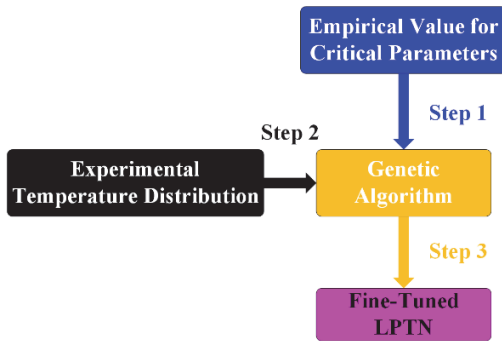 Empirical Value for
Critical Parameters
Step 1
Step 2
Experimental
Temperature Distribution
Genetic
Algorithm
Step 3
Fine-Tuned
LPTN